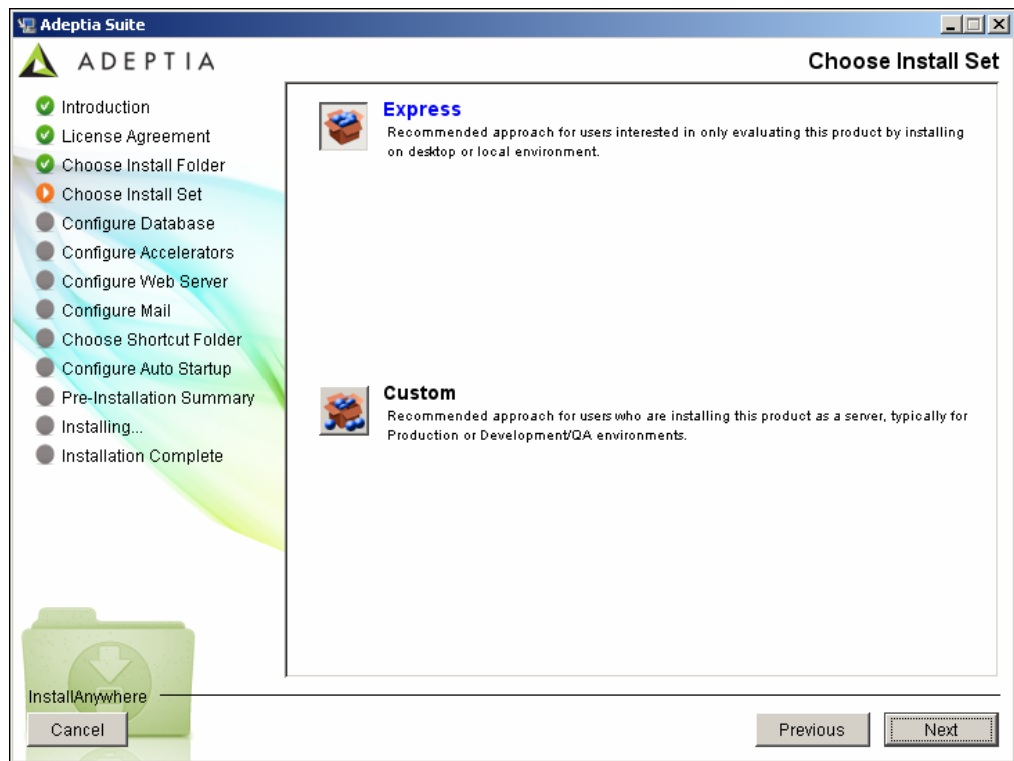 Adeptia Suite
ADEPTIA
Choose Install Set
Introduction
License Agreement
Choose Install Folder
Choose Install Set
Configure Database
Configure Accelerators
Configure Web Server
Configure Mail
Choose Shortcut Folder
Configure Auto Startup
Pre-Installation Summary
Installing...
Installation Complete
Express
Recommended approach for users interested in only evaluating this product by installing
on desktop or local environment.
Custom
Recommended approach for users who are installing this product as a server, typically for
Production or Development/QA environments.
InstallAnywhere
Cancel
Previous
Next